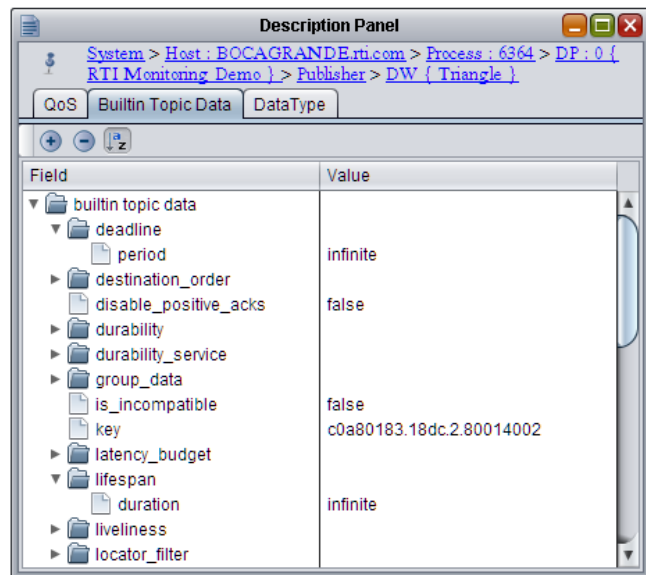 Description Panel
System > Host : BOCAGRANDE.rti.com > Process : 6364 > DP : 0 {
RTI Monitoring Demo } > Publisher > DW { Triangle }
QoS Builtin Topic Data DataType
a z
Field Value
builtin topic data
deadline
period infinite
destination_order
disable_positive_acks false
durability
durability_service
group_data
is_incompatible false
key c0a80183.18dc.2.80014002
latency_budget
lifespan
duration infinite
liveliness
locator_filter